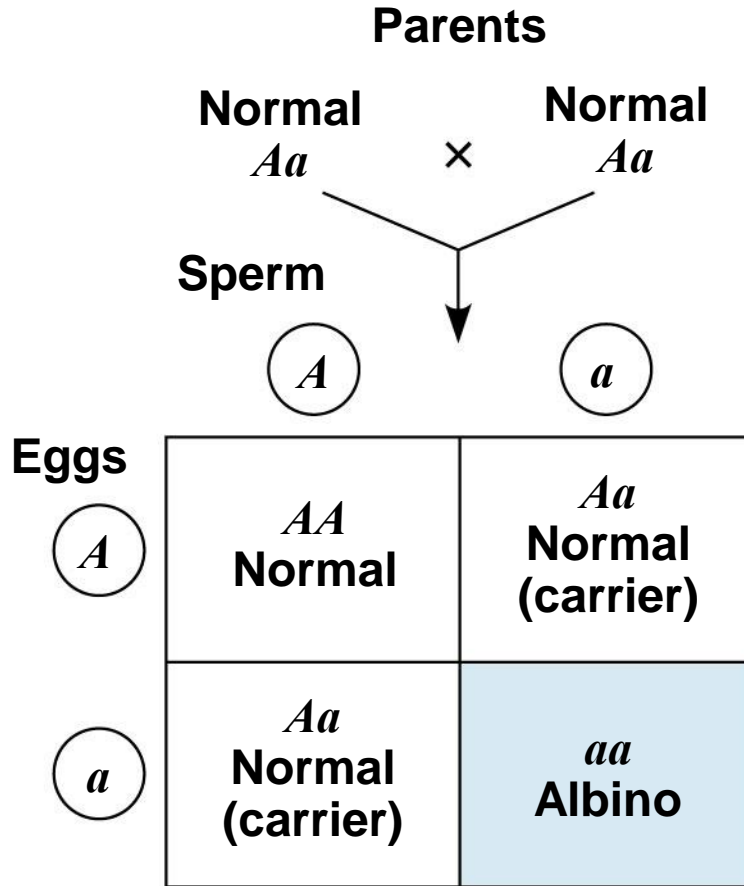 Parents
Normal Normal
Aa × Aa
Sperm
A a
Eggs
A
AA
Normal
Aa
Normal
(carrier)
a
Aa
Normal
(carrier)
aa
Albino